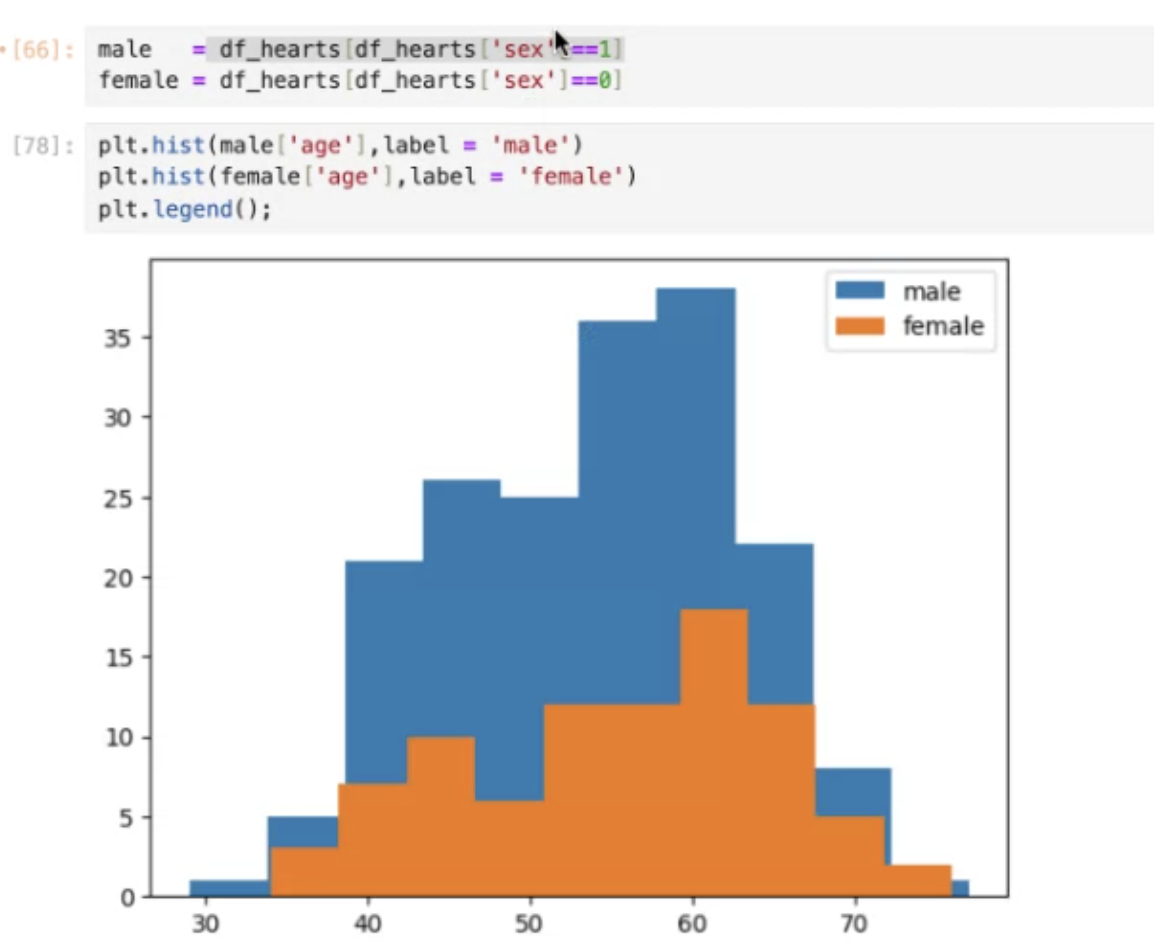 [66]: male   = df_hearts[df_hearts['sex']==1]
female = df_hearts[df_hearts['sex']==0]
[78]: plt.hist(male['age'],label = 'male')
plt.hist(female['age'],label = 'female')
plt.legend();
male
female
35
30
25
20
15
10
5
0
30 40 50 60 70